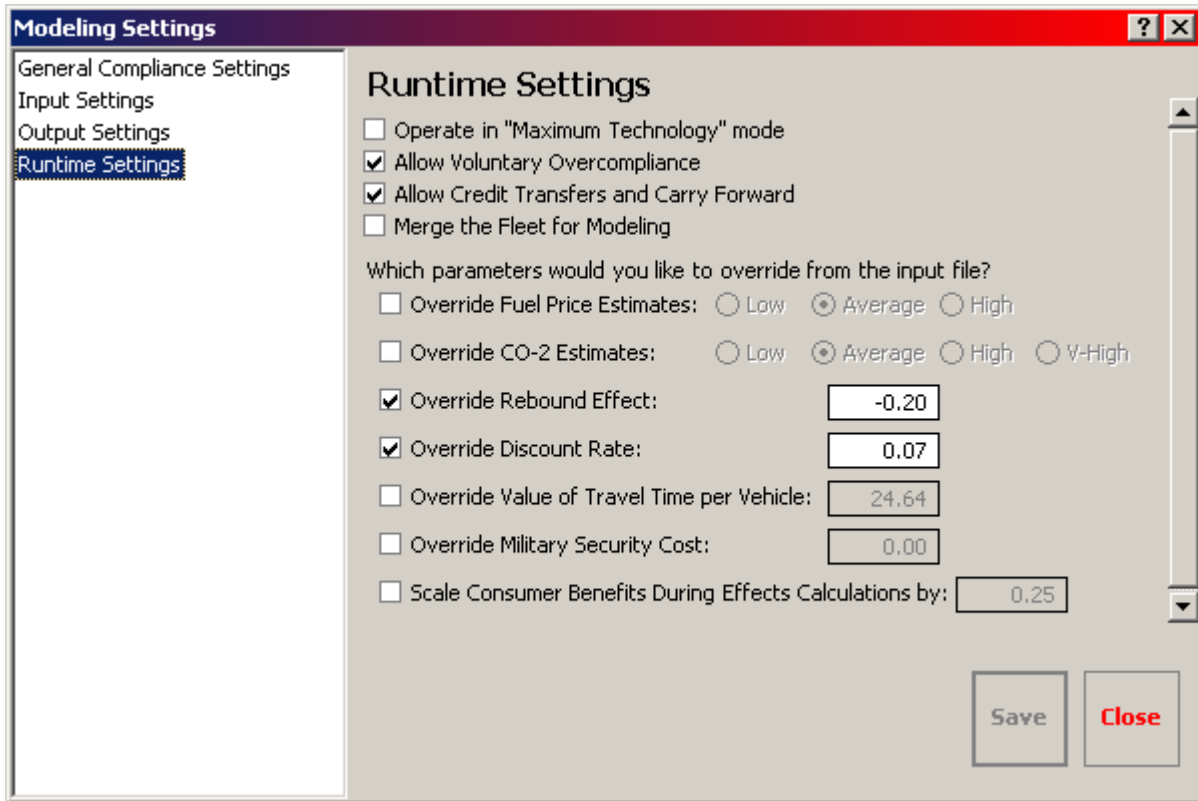 Modeling Settings
General Compliance Settings
Input Settings
Output Settings
Runtime Settings
Runtime Settings
Operate in "Maximum Technology" mode
Allow Voluntary Overcompliance
Allow Credit Transfers and Carry Forward
Merge the Fleet for Modeling
Which parameters would you like to override from the input file?
Override Fuel Price Estimates: Low Average High
Override CO-2 Estimates: Low Average High V-High
Override Rebound Effect: -0.20
Override Discount Rate: 0.07
Override Value of Travel Time per Vehicle: 24.64
Override Military Security Cost: 0.00
Scale Consumer Benefits During Effects Calculations by: 0.25
Save Close